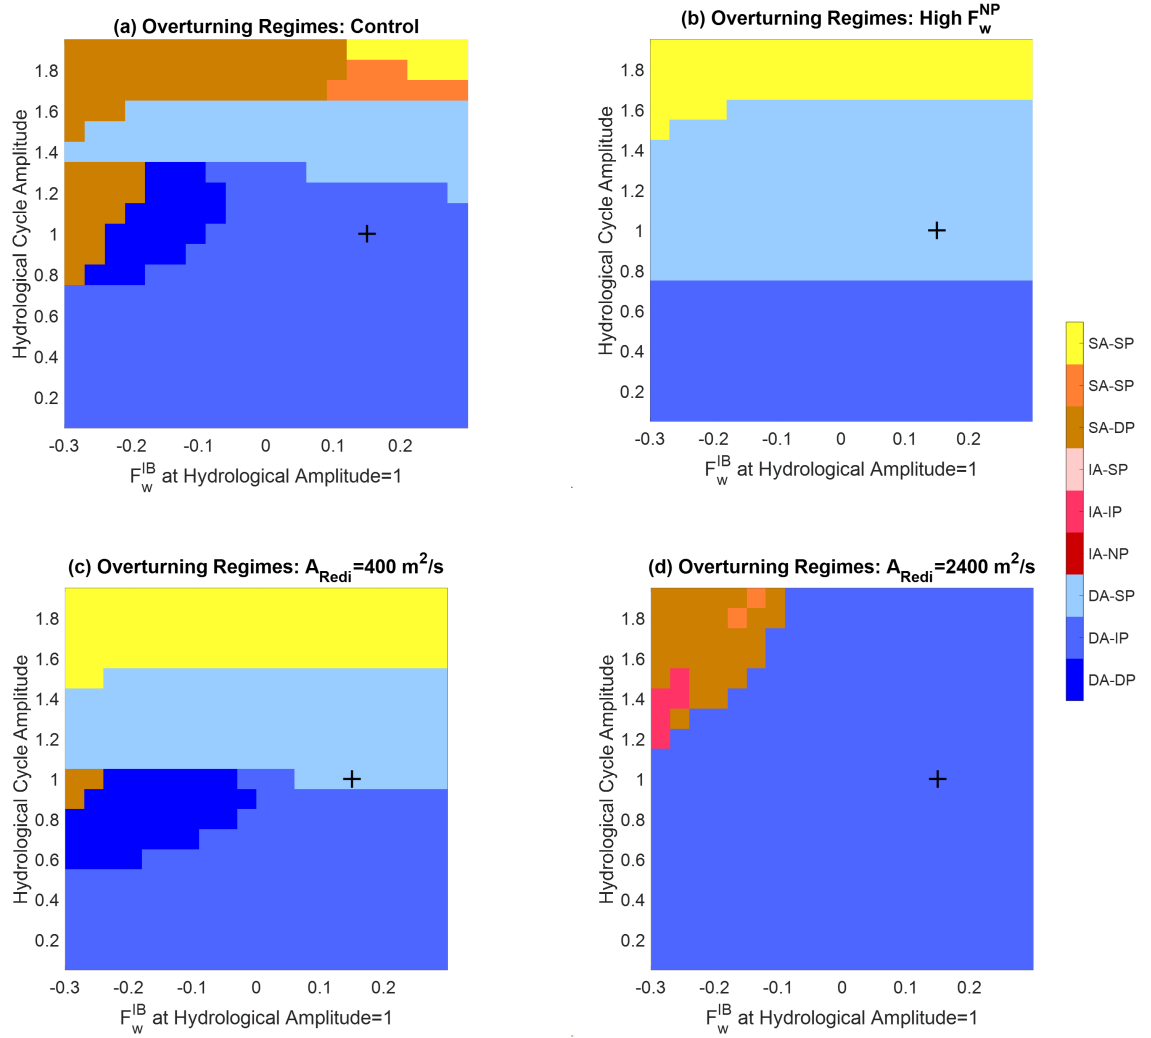 (a) Overturning Regimes: Control
Hydrological Cycle Amplitude
1.8
1.6
1.4
1.2
1
0.8
0.6
0.4
0.2
-0.3 -0.2 -0.1 0 0.1 0.2
F_w^IB at Hydrological Amplitude=1
(b) Overturning Regimes: High F_w^NP
Hydrological Cycle Amplitude
1.8
1.6
1.4
1.2
1
0.8
0.6
0.4
0.2
-0.3 -0.2 -0.1 0 0.1 0.2
F_w^IB at Hydrological Amplitude=1
SA-SP
SA-SP
SA-DP
IA-SP
IA-IP
IA-NP
DA-SP
DA-IP
DA-DP
(c) Overturning Regimes: A_Redi=400 m^2/s
Hydrological Cycle Amplitude
1.8
1.6
1.4
1.2
1
0.8
0.6
0.4
0.2
-0.3 -0.2 -0.1 0 0.1 0.2
F_w^IB at Hydrological Amplitude=1
(d) Overturning Regimes: A_Redi=2400 m^2/s
Hydrological Cycle Amplitude
1.8
1.6
1.4
1.2
1
0.8
0.6
0.4
0.2
-0.3 -0.2 -0.1 0 0.1 0.2
F_w^IB at Hydrological Amplitude=1